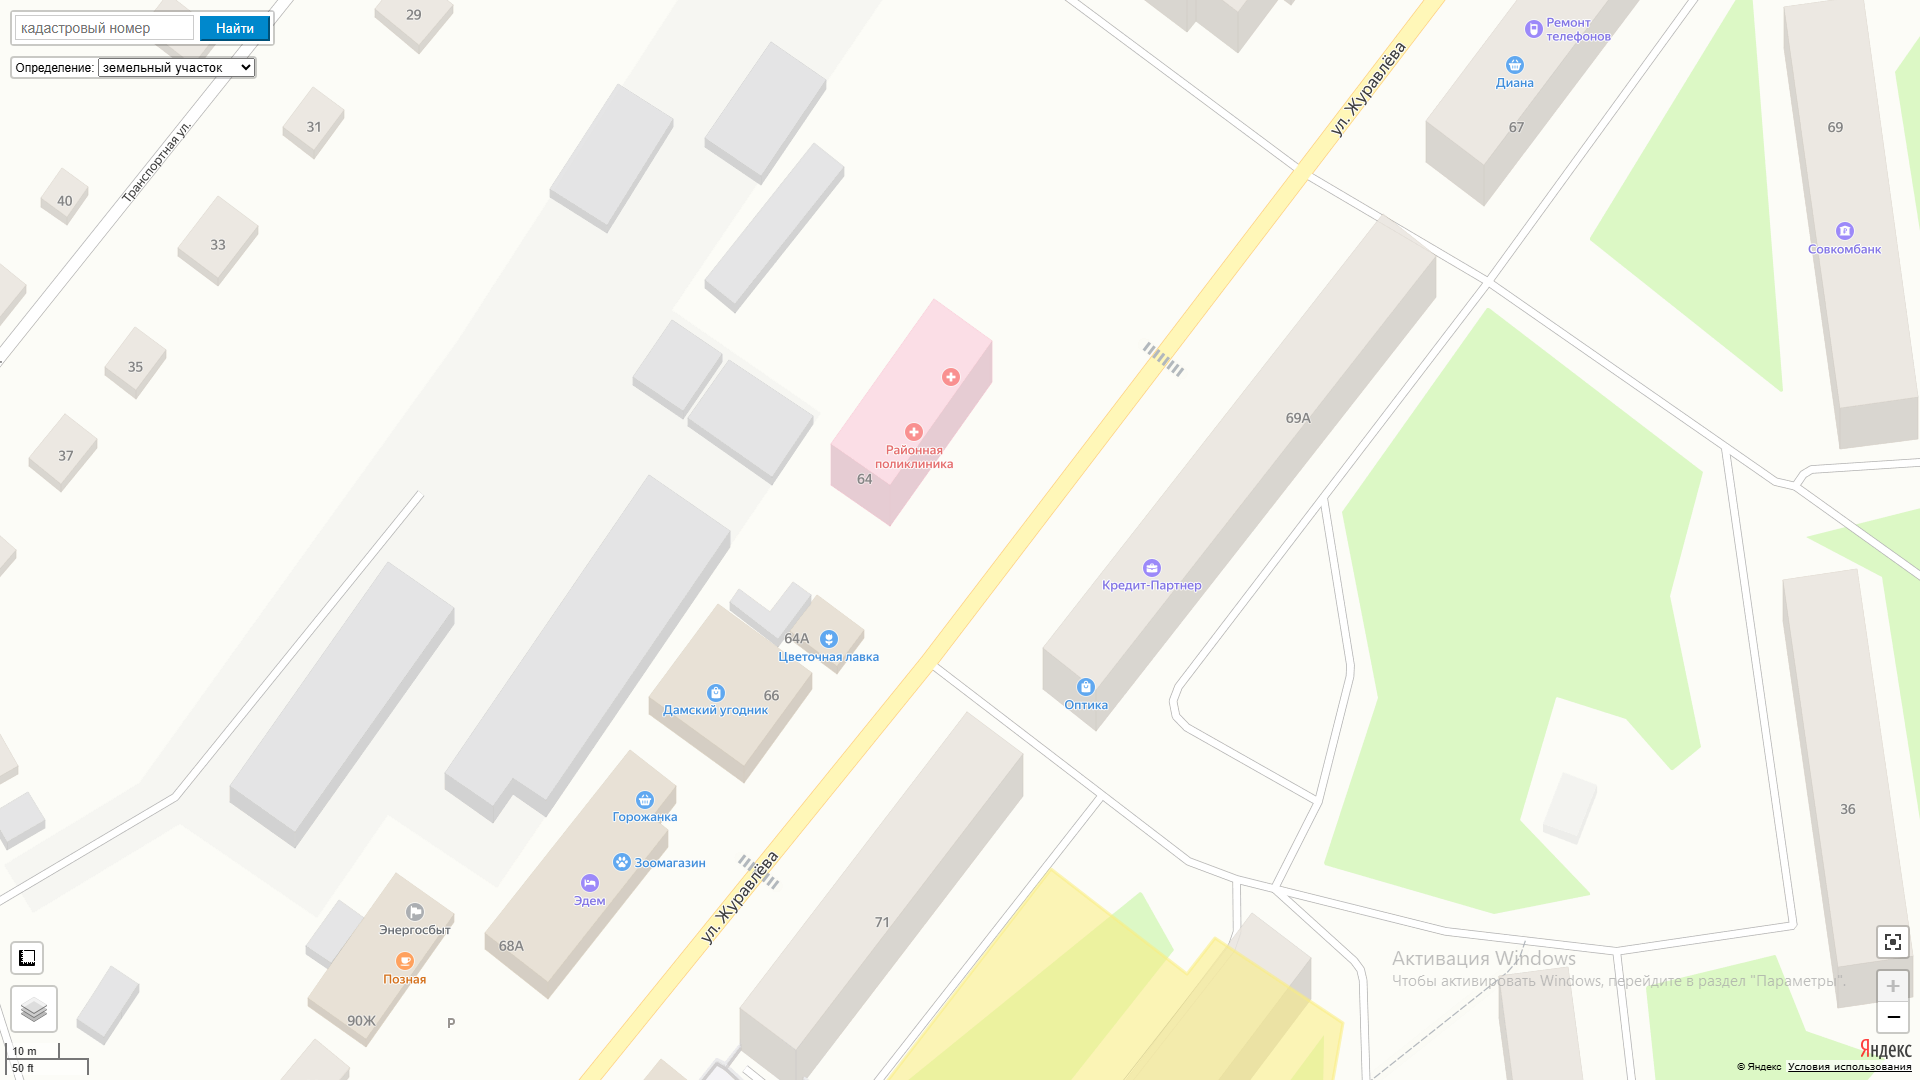 кадастровый номер
Найти
Определение:
земельный участок
29
Ремонт
телефонов
Диана
67
69
ул. Журавлёва
31
Транспортная ул.
40
33
Совкомбанк
35
37
Районная
поликлиника
64
69А
Кредит-Партнер
64А
Цветочная лавка
66
Дамский угодник
Оптика
Горожанка
Зоомагазин
Эдем
68А
ул. Журавлёва
71
36
Энергосбыт
Позная
90Ж
P
Активация Windows
Чтобы активировать Windows, перейдите в раздел "Параметры".
+
−
10 m
50 ft
Яндекс
© Яндекс Условия использования